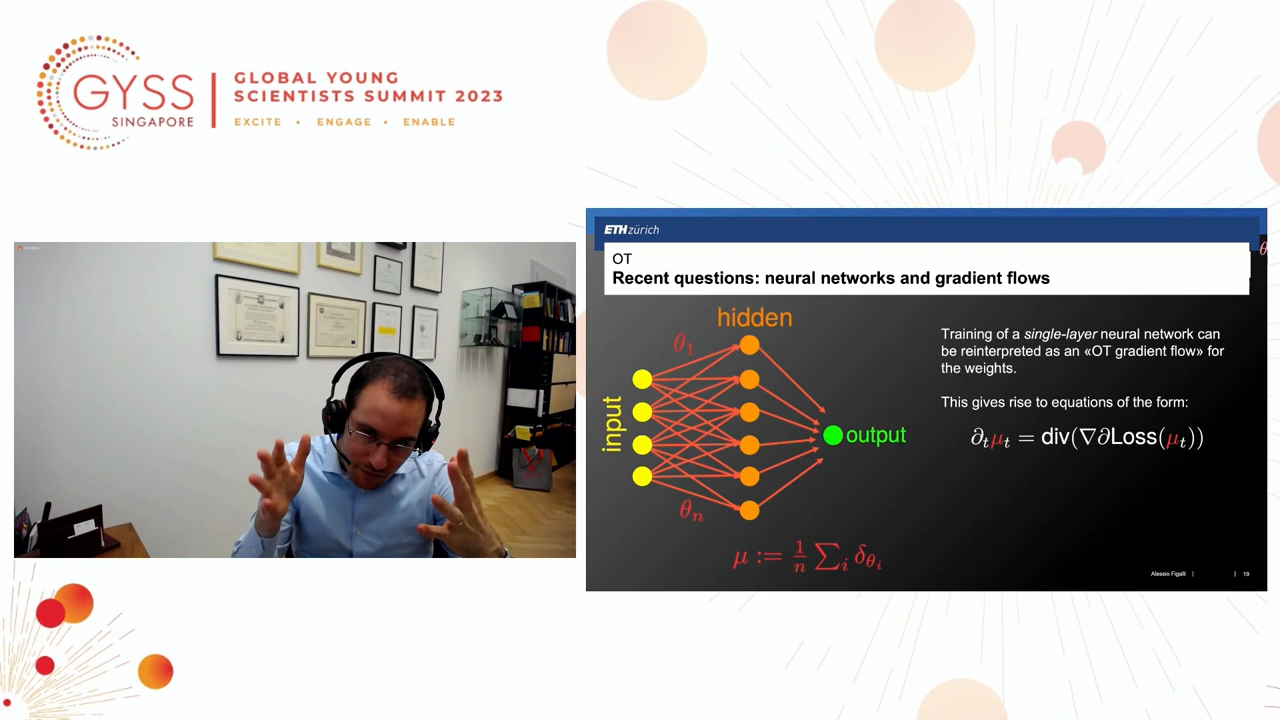 GYSS
SINGAPORE
GLOBAL YOUNG
SCIENTISTS SUMMIT 2023
EXCITE • ENGAGE • ENABLE
ETH zürich
OT
Recent questions: neural networks and gradient flows
hidden
θ₁
input
output
θₙ
μ := 1/n ∑ᵢ δ_θᵢ
Training of a single-layer neural network can
be reinterpreted as an «OT gradient flow» for
the weights.
This gives rise to equations of the form:
∂ₜμₜ = div(∇∂Loss(μₜ))
θ
Alessio Figalli | | 19